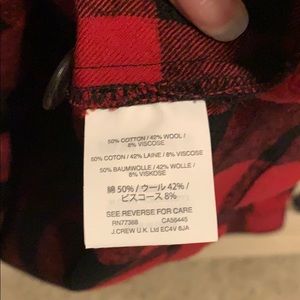 50% COTTON / 42% WOOL /
8% VISCOSE
50% COTON / 42% LAINE / 8% VISCOSE
50% BAUMWOLLE / 42% WOLLE /
8% VISKOSE
綿 50% / ウール 42% /
ビスコース 8%
SEE REVERSE FOR CARE
RN77388 CA56445
J.CREW U.K. Ltd EC4V 6JA